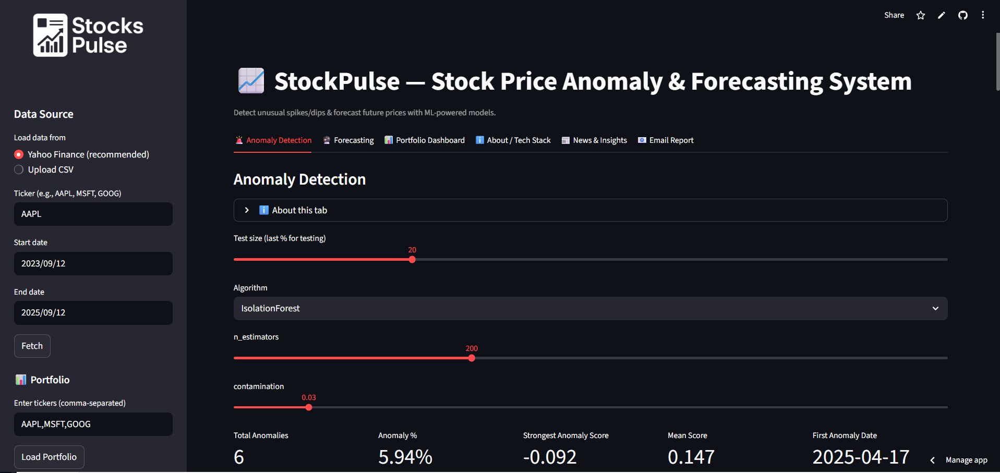 Stocks
Pulse
Data Source
Load data from
Yahoo Finance (recommended)
Upload CSV
Ticker (e.g., AAPL, MSFT, GOOG)
AAPL
Start date
2023/09/12
End date
2025/09/12
Fetch
Portfolio
Enter tickers (comma-separated)
AAPL,MSFT,GOOG
Load Portfolio
Share
StockPulse — Stock Price Anomaly & Forecasting System
Detect unusual spikes/dips & forecast future prices with ML-powered models.
Anomaly Detection Forecasting Portfolio Dashboard About / Tech Stack News & Insights Email Report
Anomaly Detection
About this tab
Test size (last % for testing)
20
Algorithm
IsolationForest
n_estimators
200
contamination
0.03
Total Anomalies Anomaly % Strongest Anomaly Score Mean Score First Anomaly Date
6 5.94% -0.092 0.147 2025-04-17
Manage app